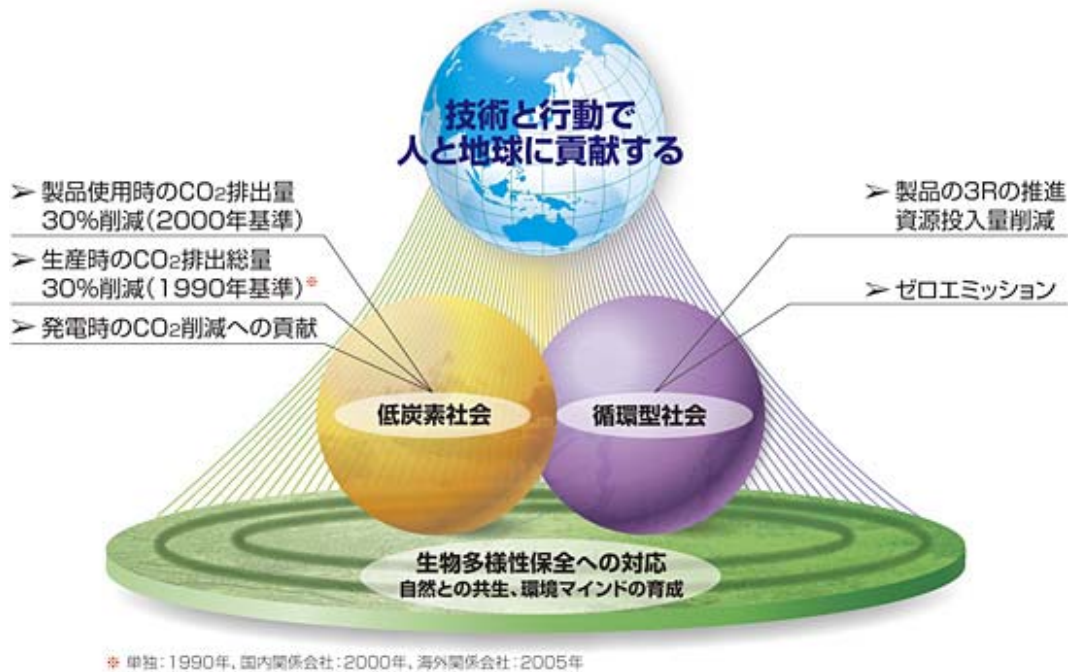 技術と行動で
人と地球に貢献する
➢ 製品使用時のCO₂排出量
30%削減(2000年基準)
➢ 生産時のCO₂排出総量
30%削減(1990年基準)※
➢ 発電時のCO₂削減への貢献
➢ 製品の3Rの推進
資源投入量削減
➢ ゼロエミッション
低炭素社会
循環型社会
生物多様性保全への対応
自然との共生、環境マインドの育成
※ 単独:1990年, 国内関係会社:2000年, 海外関係会社:2005年